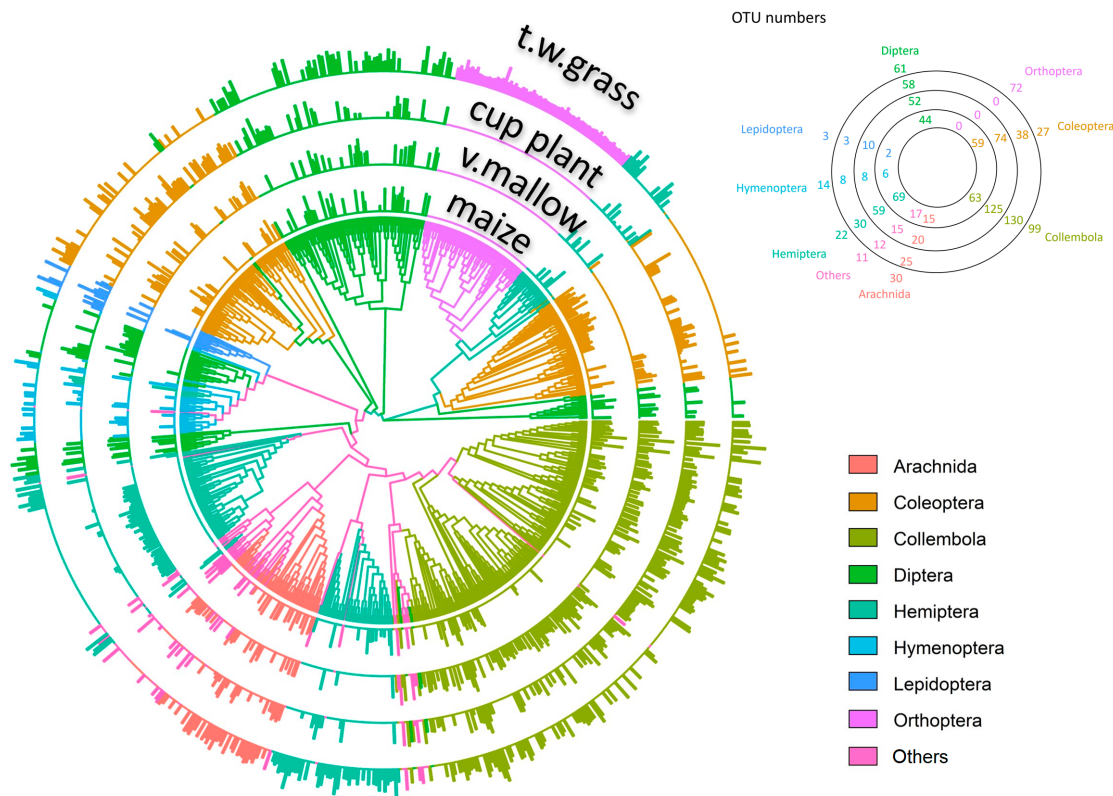 OTU numbers
t.w.grass
cup plant
v.mallow
maize
Diptera
61
58
52
44
Orthoptera
72
0
0
0
Coleoptera
27
38
74
59
Lepidoptera
3
3
10
2
Hymenoptera
14
8
8
6
Hemiptera
22
30
59
69
Others
11
12
15
17
Arachnida
30
25
20
15
Collembola
99
130
125
63
Arachnida
Coleoptera
Collembola
Diptera
Hemiptera
Hymenoptera
Lepidoptera
Orthoptera
Others